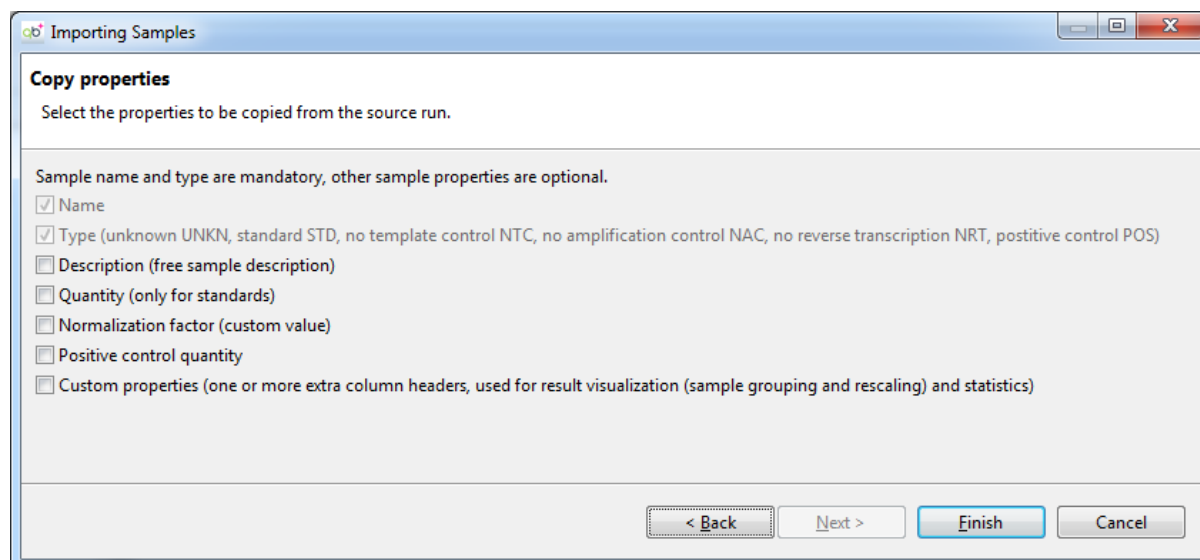 qb+ Importing Samples
Copy properties
Select the properties to be copied from the source run.
Sample name and type are mandatory, other sample properties are optional.
Name
Type (unknown UNKN, standard STD, no template control NTC, no amplification control NAC, no reverse transcription NRT, postitive control POS)
Description (free sample description)
Quantity (only for standards)
Normalization factor (custom value)
Positive control quantity
Custom properties (one or more extra column headers, used for result visualization (sample grouping and rescaling) and statistics)
< Back Next > Finish Cancel